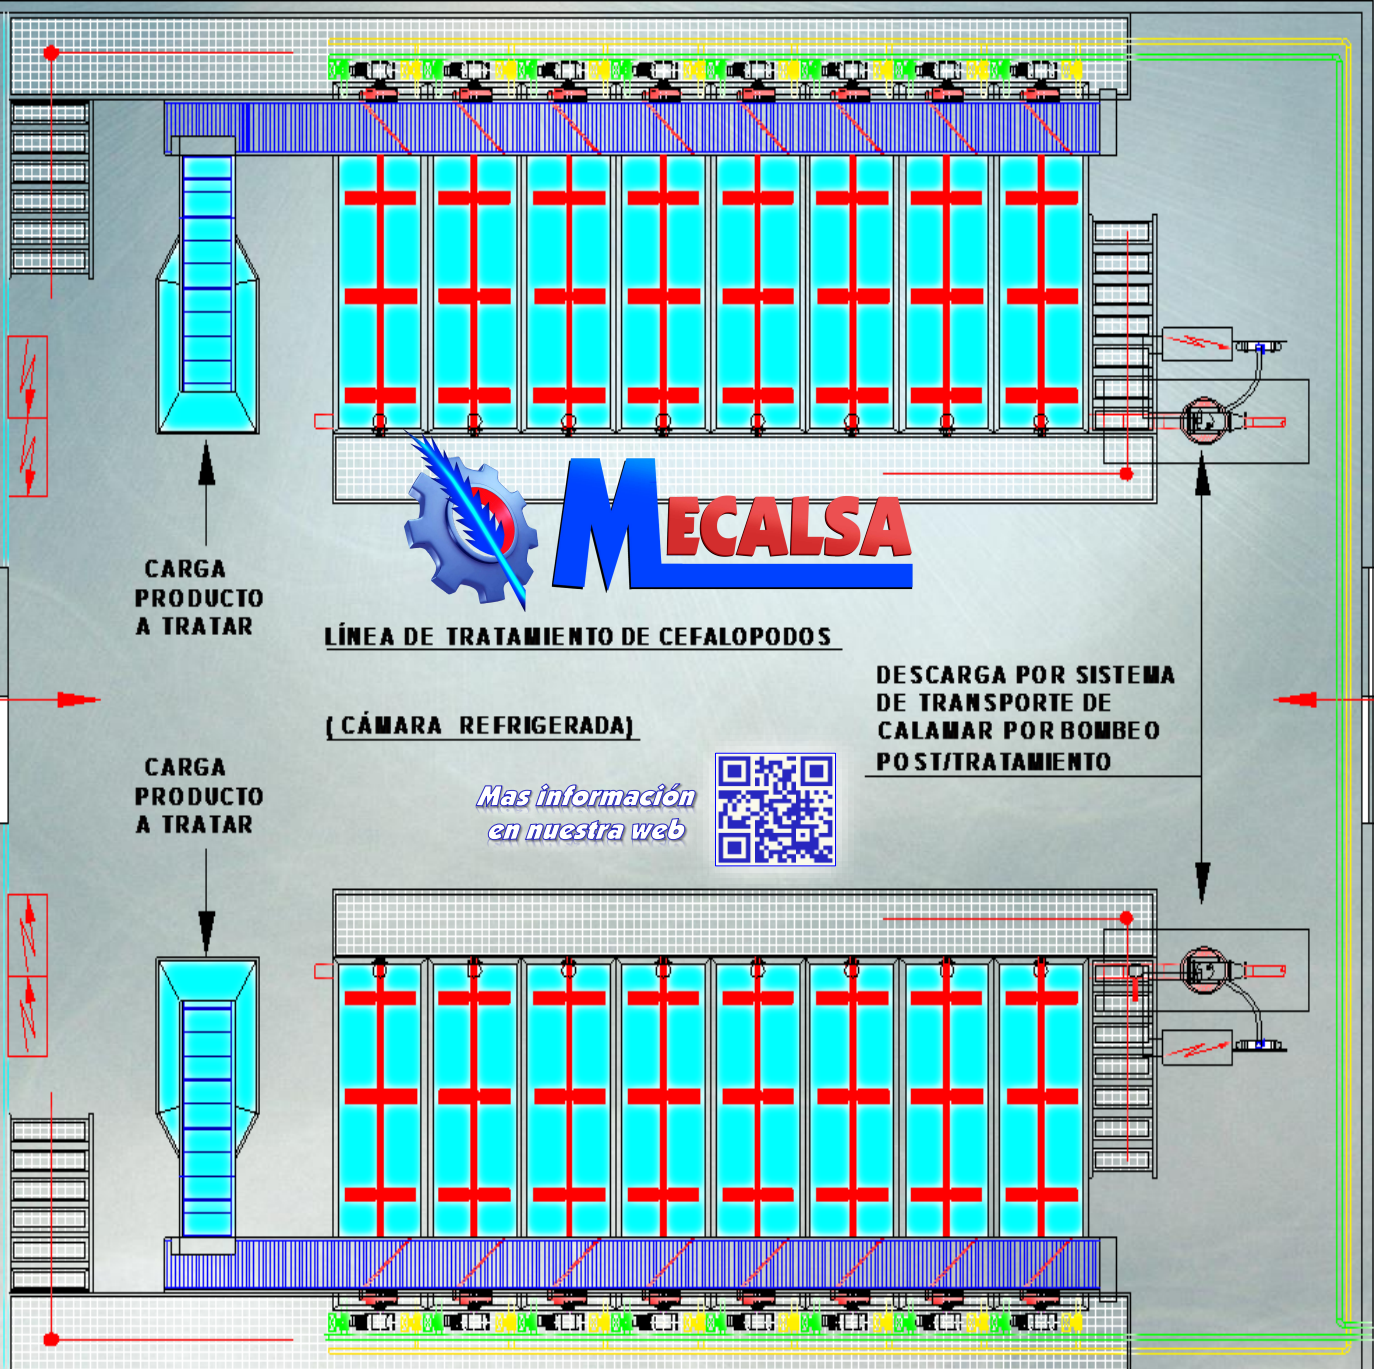 MECALSA
CARGA
PRODUCTO
A TRATAR
LÍNEA DE TRATAMIENTO DE CEFALOPODOS
(CÁMARA REFRIGERADA)
DESCARGA POR SISTEMA
DE TRANSPORTE DE
CALAMAR POR BOMBEO
POST/TRATAMIENTO
CARGA
PRODUCTO
A TRATAR
Mas información
en nuestra web